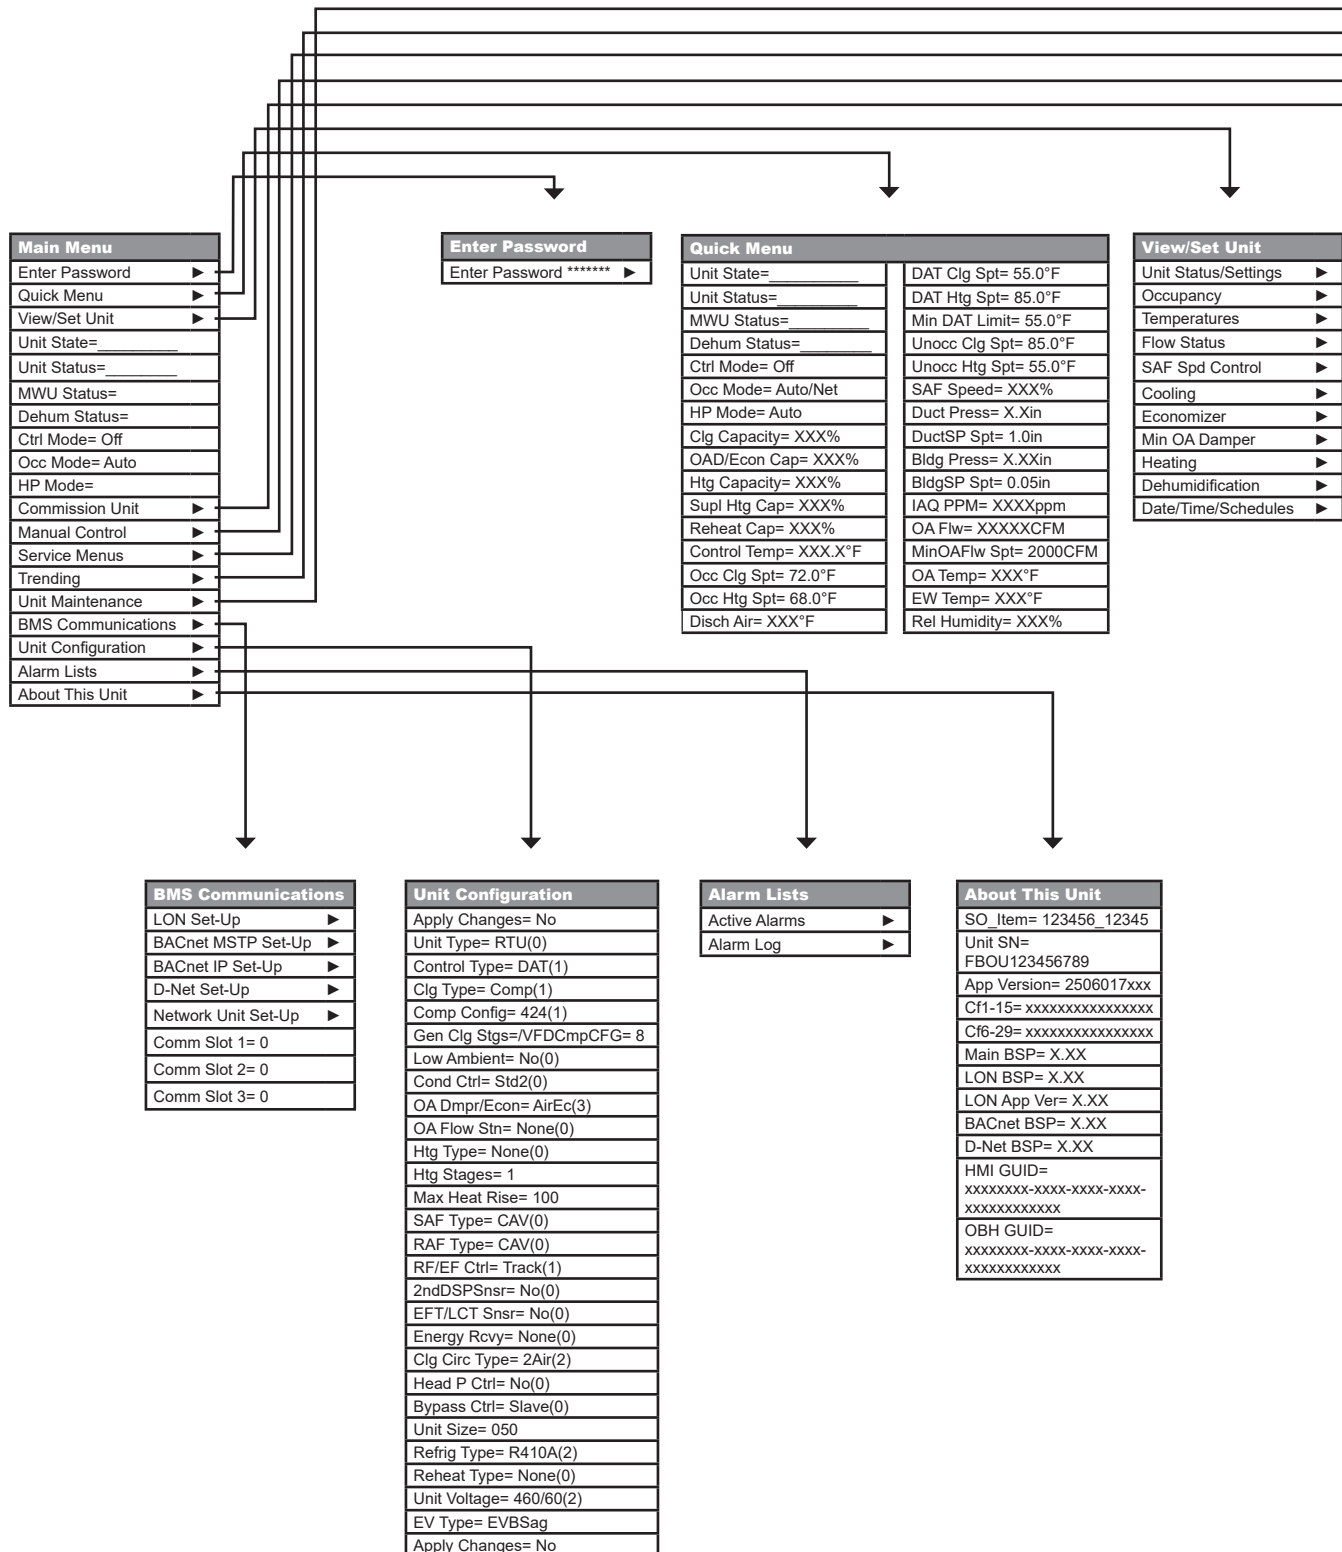 Main Menu
Enter Password ►
Quick Menu ►
View/Set Unit ►
Unit State=_________
Unit Status=________
MWU Status=
Dehum Status=
Ctrl Mode= Off
Occ Mode= Auto
HP Mode=
Commission Unit ►
Manual Control ►
Service Menus ►
Trending ►
Unit Maintenance ►
BMS Communications ►
Unit Configuration ►
Alarm Lists ►
About This Unit ►
Enter Password
Enter Password ******* ►
Quick Menu
Unit State=__________
Unit Status=_________
MWU Status=_________
Dehum Status=________
Ctrl Mode= Off
Occ Mode= Auto/Net
HP Mode= Auto
Clg Capacity= XXX%
OAD/Econ Cap= XXX%
Htg Capacity= XXX%
Supl Htg Cap= XXX%
Reheat Cap= XXX%
Control Temp= XXX.X°F
Occ Clg Spt= 72.0°F
Occ Htg Spt= 68.0°F
Disch Air= XXX°F
DAT Clg Spt= 55.0°F
DAT Htg Spt= 85.0°F
Min DAT Limit= 55.0°F
Unocc Clg Spt= 85.0°F
Unocc Htg Spt= 55.0°F
SAF Speed= XXX%
Duct Press= X.Xin
DuctSP Spt= 1.0in
Bldg Press= X.XXin
BldgSP Spt= 0.05in
IAQ PPM= XXXXppm
OA Flw= XXXXXCFM
MinOAFlw Spt= 2000CFM
OA Temp= XXX°F
EW Temp= XXX°F
Rel Humidity= XXX%
View/Set Unit
Unit Status/Settings ►
Occupancy ►
Temperatures ►
Flow Status ►
SAF Spd Control ►
Cooling ►
Economizer ►
Min OA Damper ►
Heating ►
Dehumidification ►
Date/Time/Schedules ►
BMS Communications
LON Set-Up ►
BACnet MSTP Set-Up ►
BACnet IP Set-Up ►
D-Net Set-Up ►
Network Unit Set-Up ►
Comm Slot 1= 0
Comm Slot 2= 0
Comm Slot 3= 0
Unit Configuration
Apply Changes= No
Unit Type= RTU(0)
Control Type= DAT(1)
Clg Type= Comp(1)
Comp Config= 424(1)
Gen Clg Stgs=/VFDCmpCFG= 8
Low Ambient= No(0)
Cond Ctrl= Std2(0)
OA Dmpr/Econ= AirEc(3)
OA Flow Stn= None(0)
Htg Type= None(0)
Htg Stages= 1
Max Heat Rise= 100
SAF Type= CAV(0)
RAF Type= CAV(0)
RF/EF Ctrl= Track(1)
2ndDSPSnsr= No(0)
EFT/LCT Snsr= No(0)
Energy Rcvy= None(0)
Clg Circ Type= 2Air(2)
Head P Ctrl= No(0)
Bypass Ctrl= Slave(0)
Unit Size= 050
Refrig Type= R410A(2)
Reheat Type= None(0)
Unit Voltage= 460/60(2)
EV Type= EVBSag
Apply Changes= No
Alarm Lists
Active Alarms ►
Alarm Log ►
About This Unit
SO_Item= 123456_12345
Unit SN=
FBOU123456789
App Version= 2506017xxx
Cf1-15= xxxxxxxxxxxxxxxx
Cf6-29= xxxxxxxxxxxxxxxx
Main BSP= X.XX
LON BSP= X.XX
LON App Ver= X.XX
BACnet BSP= X.XX
D-Net BSP= X.XX
HMI GUID=
xxxxxxxx-xxxx-xxxx-xxxx-
xxxxxxxxxxxx
OBH GUID=
xxxxxxxx-xxxx-xxxx-xxxx-
xxxxxxxxxxxx